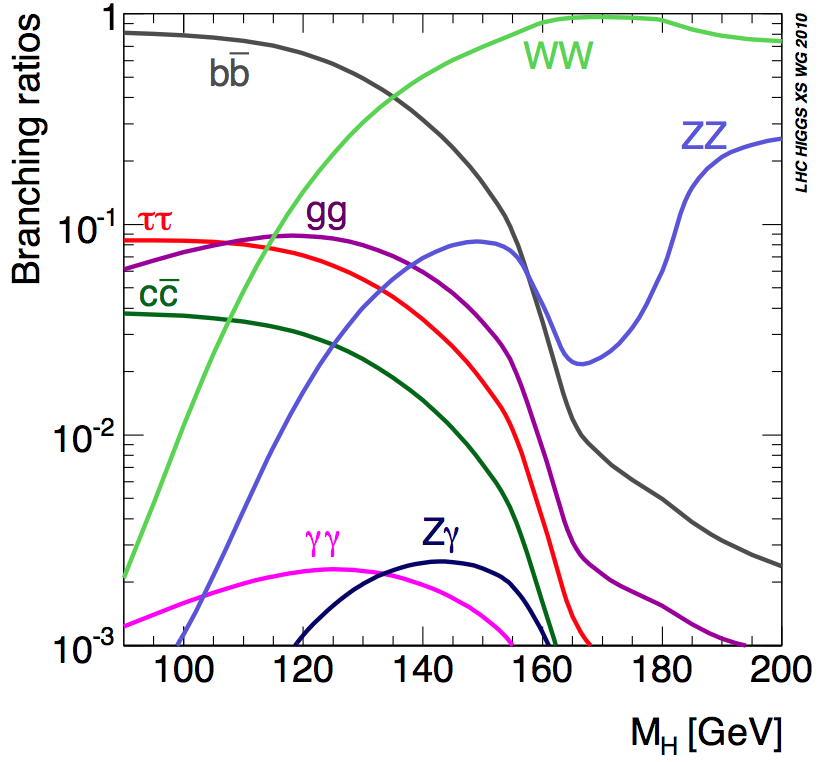 Branching ratios
1
10⁻¹
10⁻²
10⁻³
bb̅
WW
ZZ
ττ
gg
cc̅
γγ
Zγ
100 120 140 160 180 200
M_H [GeV]
LHC HIGGS XS WG 2010